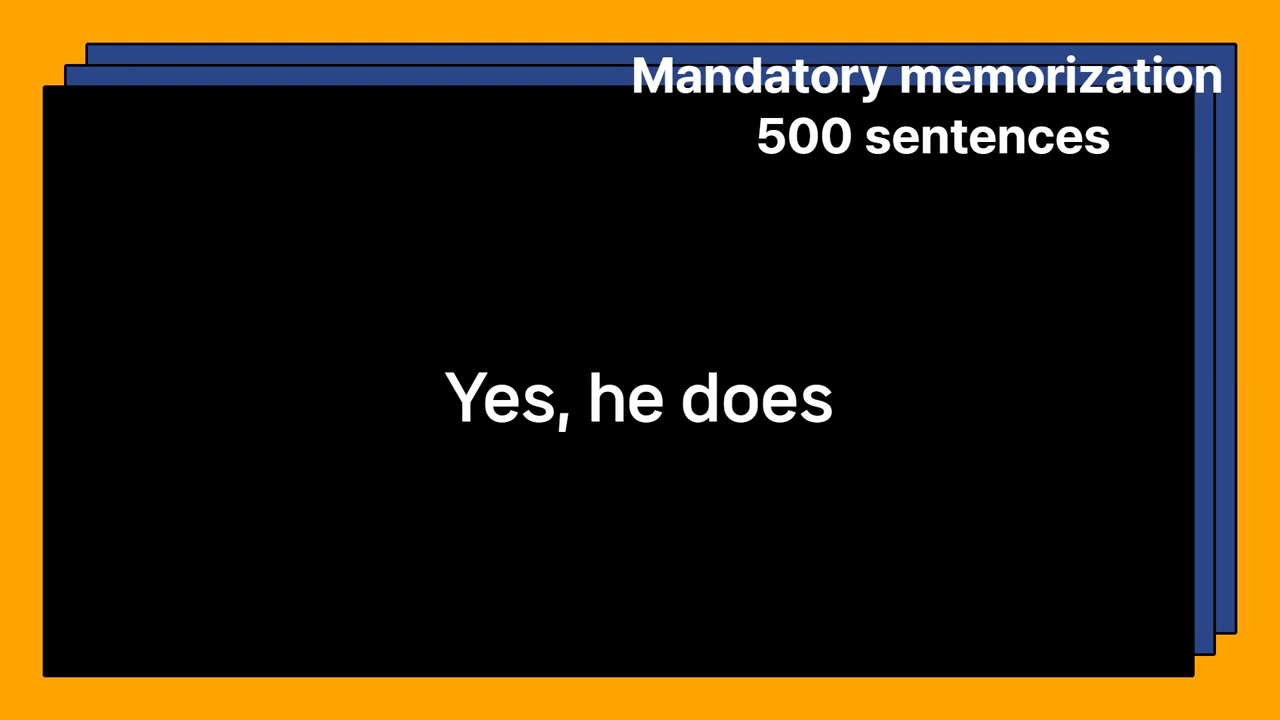 Mandatory memorization
500 sentences
Yes, he does